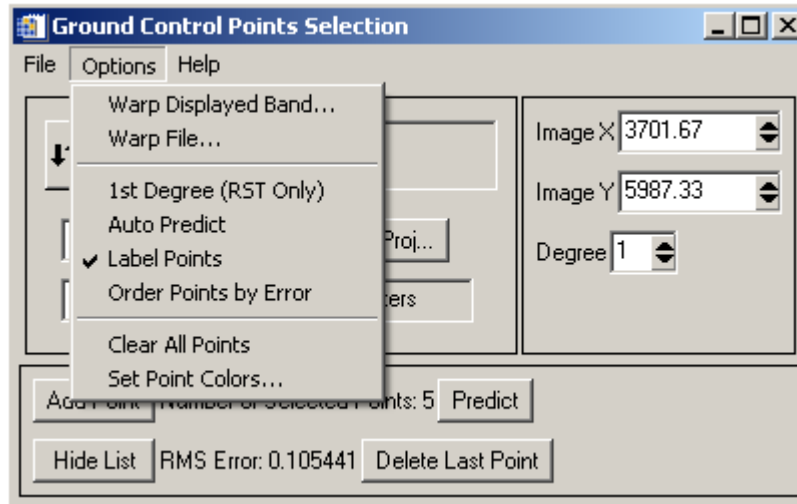 Ground Control Points Selection
File Options Help
Warp Displayed Band...
Warp File...
1st Degree (RST Only)
Auto Predict
Label Points
Order Points by Error
Clear All Points
Set Point Colors...
Proj...
Image X 3701.67
Image Y 5987.33
Degree 1
Add Point Number of Selected Points: 5 Predict
Hide List RMS Error: 0.105441 Delete Last Point